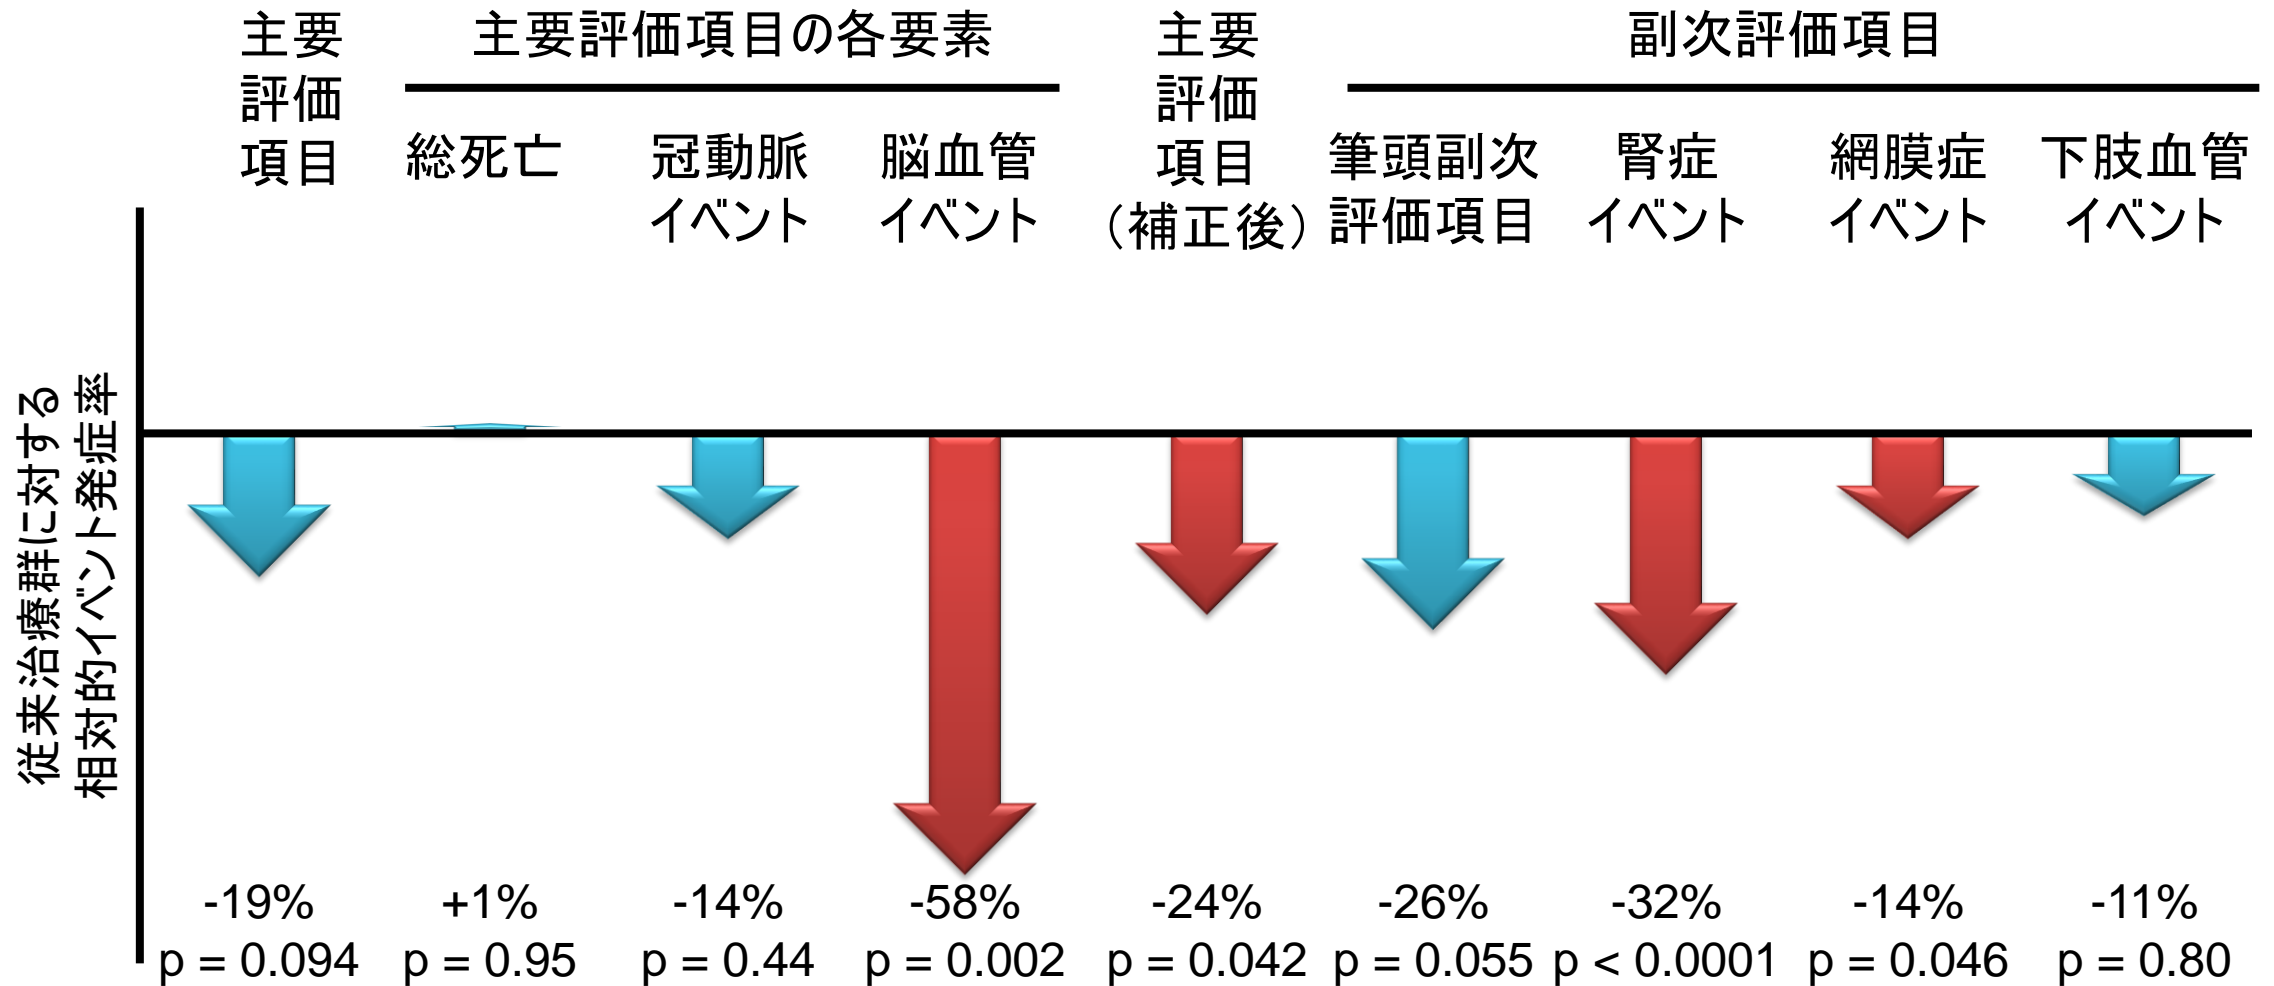 主要
評価
項目
主要評価項目の各要素
総死亡
冠動脈
イベント
脳血管
イベント
主要
評価
項目
（補正後）
副次評価項目
筆頭副次
評価項目
腎症
イベント
網膜症
イベント
下肢血管
イベント
従来治療群に対する
相対的イベント発症率
-19%
p = 0.094
+1%
p = 0.95
-14%
p = 0.44
-58%
p = 0.002
-24%
p = 0.042
-26%
p = 0.055
-32%
p < 0.0001
-14%
p = 0.046
-11%
p = 0.80